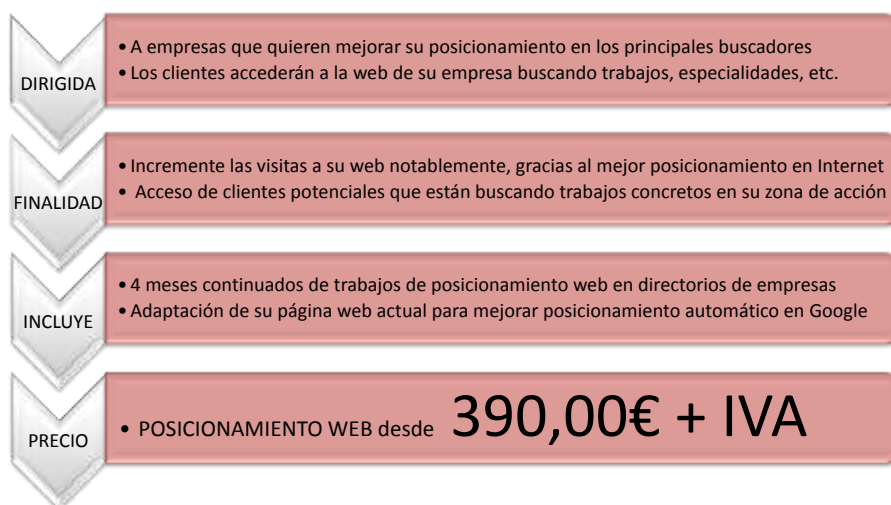 DIRIGIDA
• A empresas que quieren mejorar su posicionamiento en los principales buscadores
• Los clientes accederán a la web de su empresa buscando trabajos, especialidades, etc.
FINALIDAD
• Incremente las visitas a su web notablemente, gracias al mejor posicionamiento en Internet
• Acceso de clientes potenciales que están buscando trabajos concretos en su zona de acción
INCLUYE
• 4 meses continuados de trabajos de posicionamiento web en directorios de empresas
• Adaptación de su página web actual para mejorar posicionamiento automático en Google
PRECIO
• POSICIONAMIENTO WEB desde 390,00€ + IVA